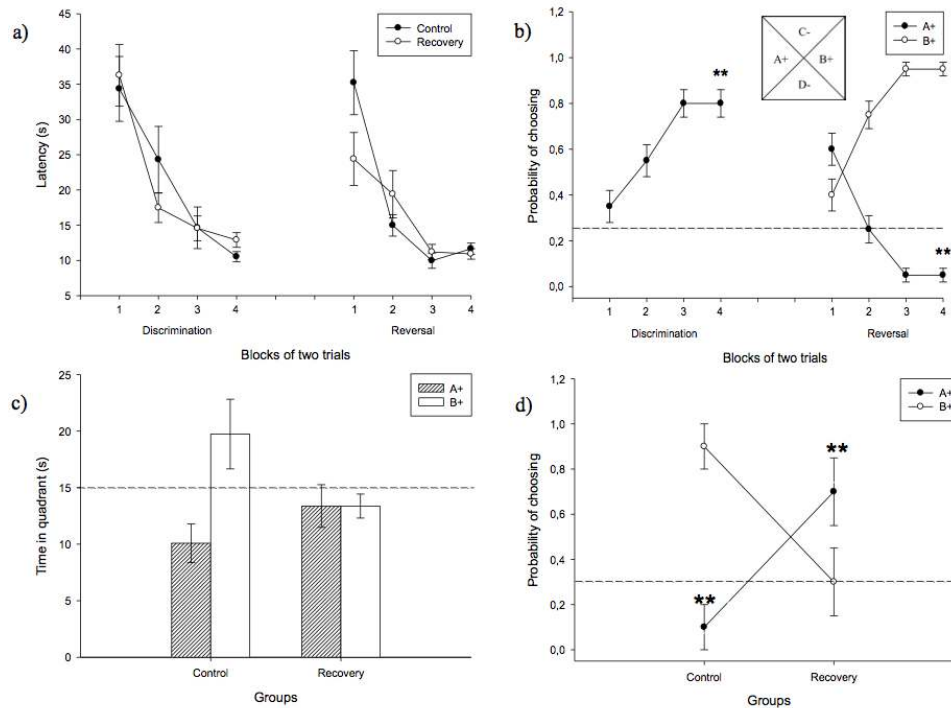 a)
Control
Recovery
45
40
35
30
25
20
15
10
5
Latency (s)
1 2 3 4 1 2 3 4
Discrimination Reversal
Blocks of two trials
b)
C-
A+ B+
D-
A+
B+
**
**
1,2
1,0
0,8
0,6
0,4
0,2
0,0
Probability of choosing
1 2 3 4 1 2 3 4
Discrimination Reversal
Blocks of two trials
c)
A+
B+
25
20
15
10
5
0
Time in quadrant (s)
Control Recovery
Groups
d)
A+
B+
**
**
1,2
1,0
0,8
0,6
0,4
0,2
0,0
Probability of choosing
Control Recovery
Groups